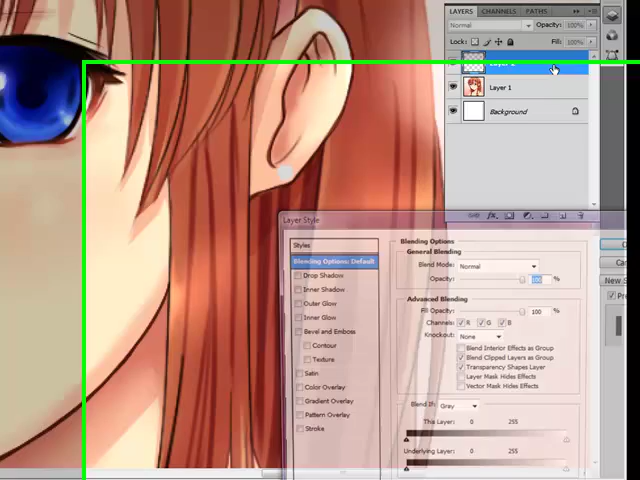 LAYERS CHANNELS PATHS
Normal Opacity: 100%
Lock: Fill: 100%
Layer 1
Background
Layer Style
Styles
Blending Options: Default
Drop Shadow
Inner Shadow
Outer Glow
Inner Glow
Bevel and Emboss
Contour
Texture
Satin
Color Overlay
Gradient Overlay
Pattern Overlay
Stroke
Blending Options
General Blending
Blend Mode: Normal
Opacity: 100 %
Advanced Blending
Fill Opacity: 100 %
Channels: R G B
Knockout: None
Blend Interior Effects as Group
Blend Clipped Layers as Group
Transparency Shapes Layer
Layer Mask Hides Effects
Vector Mask Hides Effects
Blend If: Gray
This Layer: 0 255
Underlying Layer: 0 255
New S